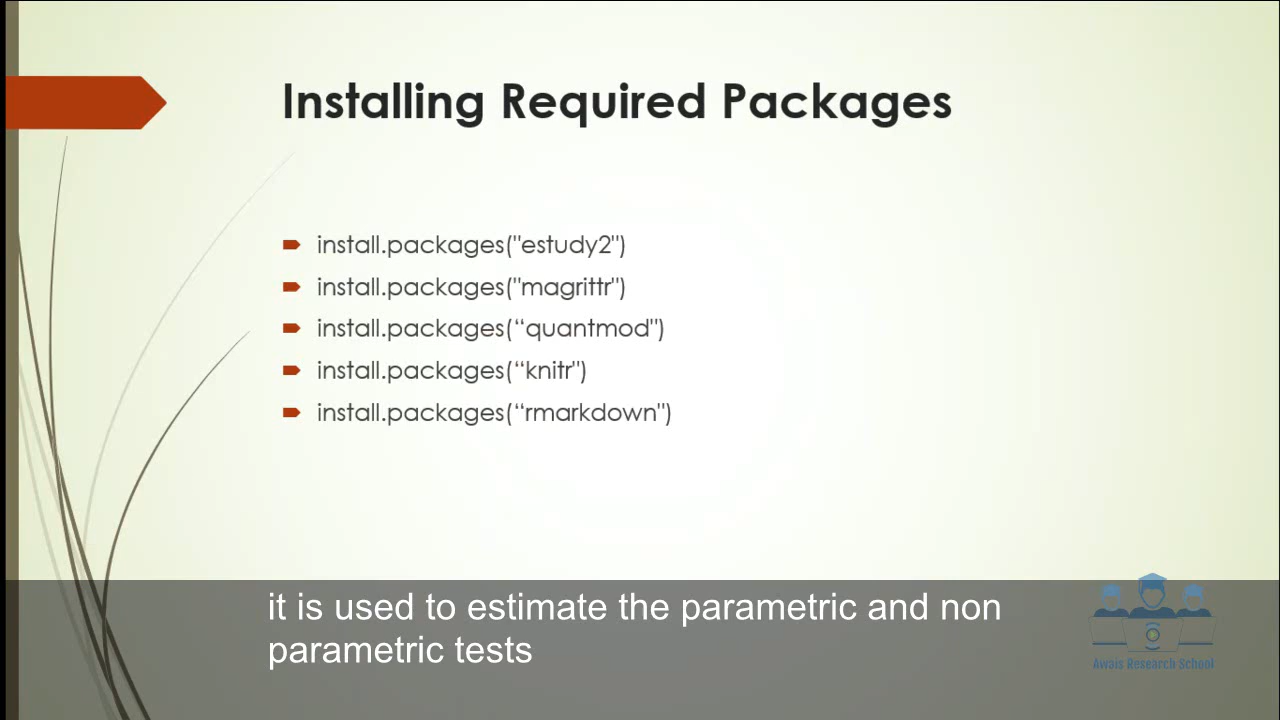 Installing Required Packages
install.packages("estudy2")
install.packages("magrittr")
install.packages(“quantmod")
install.packages(“knitr")
install.packages(“rmarkdown")
it is used to estimate the parametric and non
parametric tests
Awais Research School